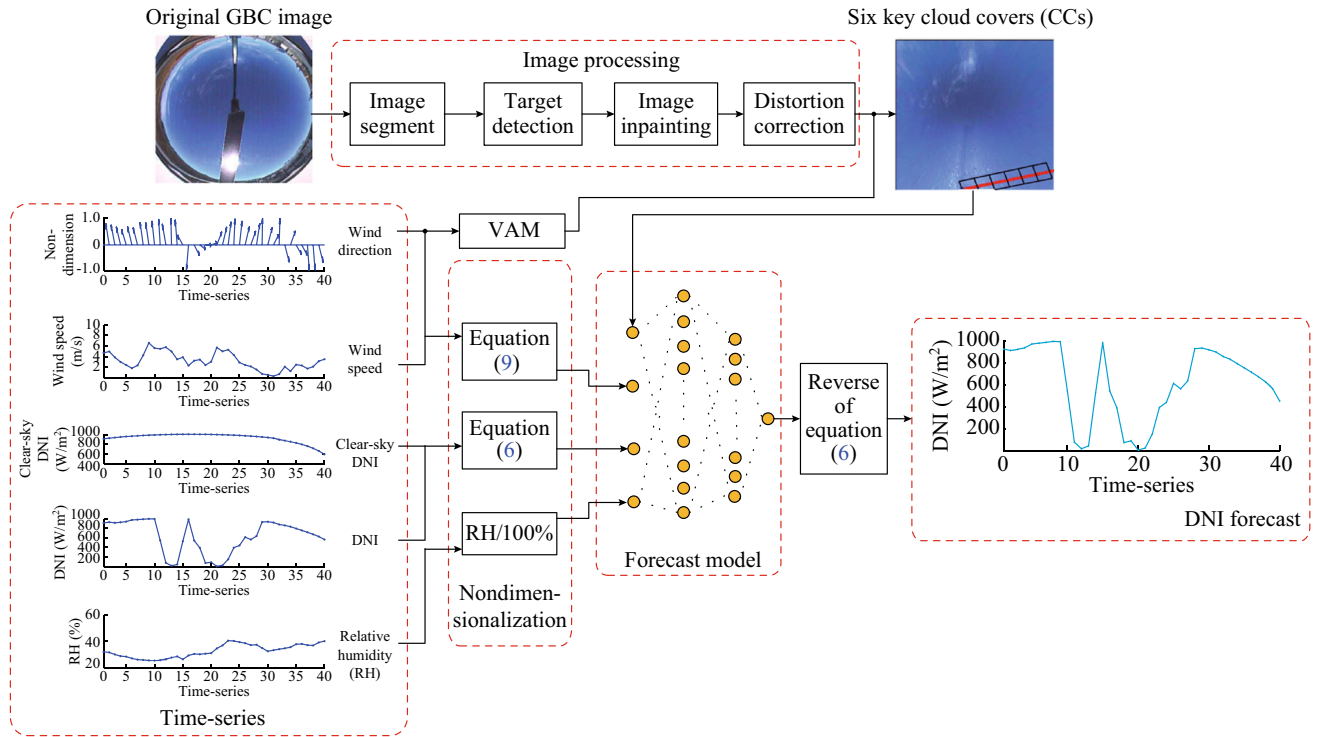 Original GBC image
Six key cloud covers (CCs)
Image processing
Image
segment
Target
detection
Image
inpainting
Distortion
correction
Non-
dimension
1.0
0
-1.0
0 5 10 15 20 25 30 35 40
Time-series
Wind
direction
VAM
Wind speed
(m/s)
10
8
6
4
2
0 5 10 15 20 25 30 35 40
Time-series
Wind
speed
Equation
(9)
Clear-sky
DNI
(W/m²)
1000
800
600
400
0 5 10 15 20 25 30 35 40
Time-series
Clear-sky
DNI
Equation
(6)
DNI (W/m²)
1000
800
600
400
200
0 5 10 15 20 25 30 35 40
Time-series
DNI
RH/100%
RH (%)
60
40
20
0 5 10 15 20 25 30 35 40
Time-series
Relative
humidity
(RH)
Time-series
Nondimen-
sionalization
Forecast model
Reverse
of
equation
(6)
DNI (W/m²)
1000
800
600
400
200
0 10 20 30 40
Time-series
DNI forecast